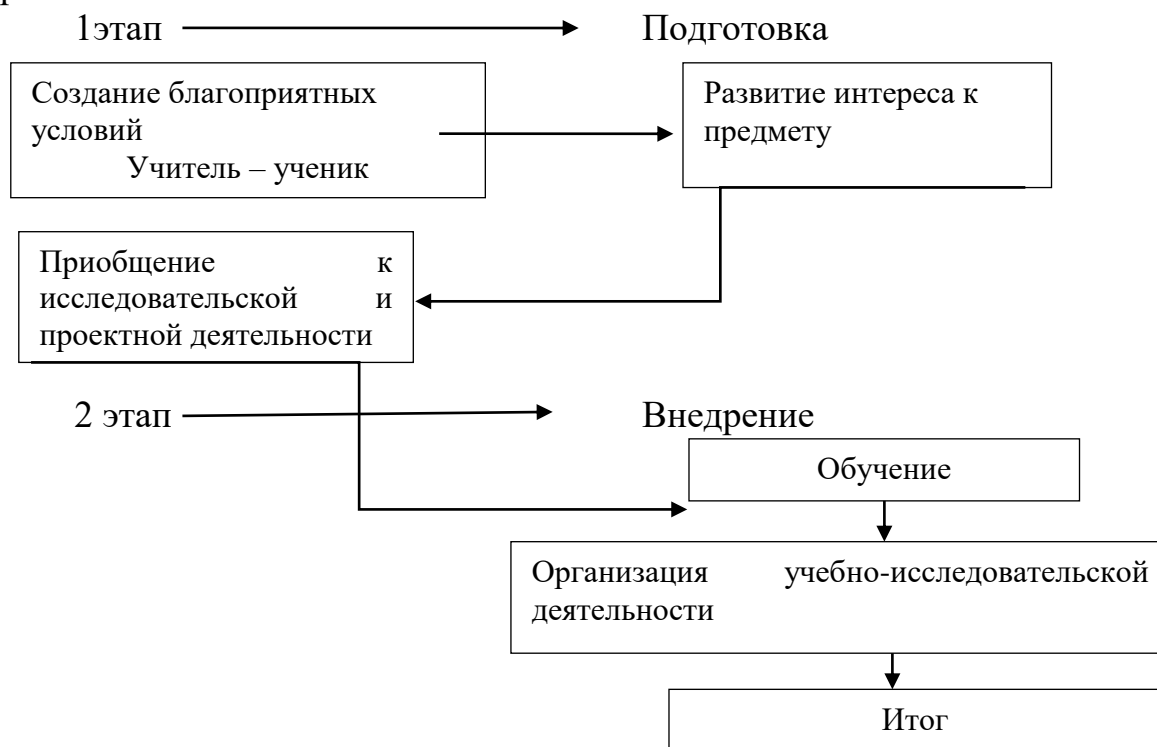 1этап Подготовка
Создание благоприятных
условий
Учитель – ученик
Развитие интереса к
предмету
Приобщение к
исследовательской и
проектной деятельности
2 этап Внедрение
Обучение
Организация учебно-исследовательской
деятельности
Итог